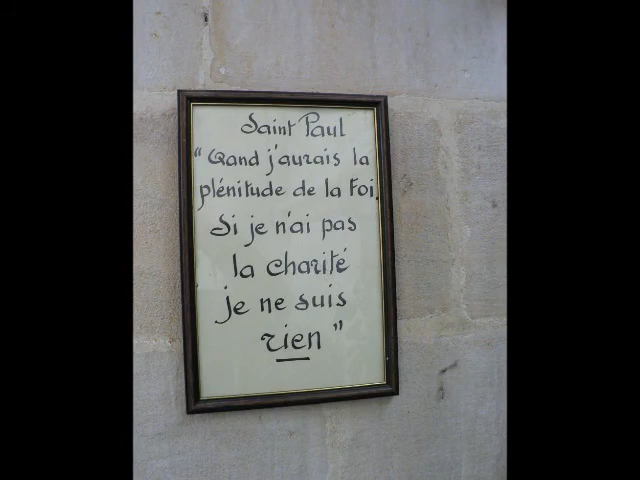 Saint Paul
"Qand j'aurais la
plénitude de la Foi,
Si je n'ai pas
la charité
je ne suis
rien"